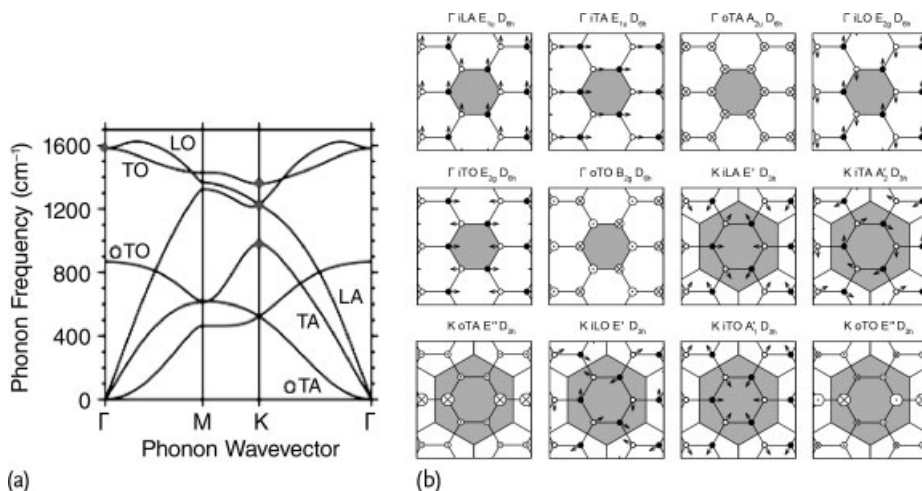 Phonon Frequency (cm⁻¹)
1600
1200
800
400
0
LO
TO
oTO
LA
TA
oTA
Γ
M
K
Γ
Phonon Wavevector
(a)
Γ iLA E1u D6h
Γ iTA E1u D6h
Γ oTA A2u D6h
Γ iLO E2g D6h
Γ iTO E2g D6h
Γ oTO B2g D6h
K iLA E' D3h
K iTA A'2 D3h
K oTA E" D3h
K iLO E' D3h
K iTO A'1 D3h
K oTO E" D3h
(b)